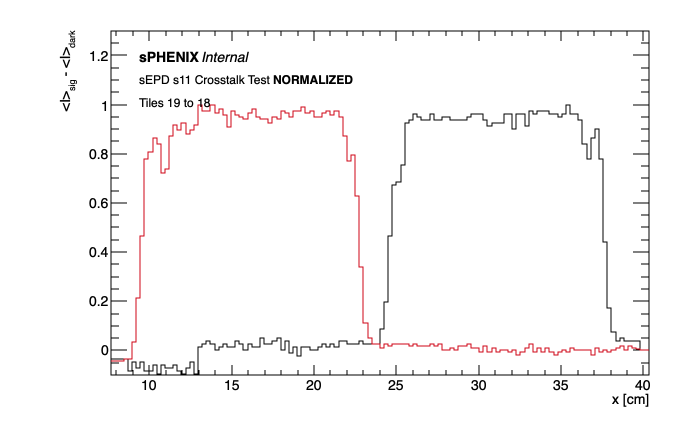 <I>sig - <I>dark
sPHENIX Internal
sEPD s11 Crosstalk Test NORMALIZED
Tiles 19 to 18
1.2
1
0.8
0.6
0.4
0.2
0
10 15 20 25 30 35 40
x [cm]